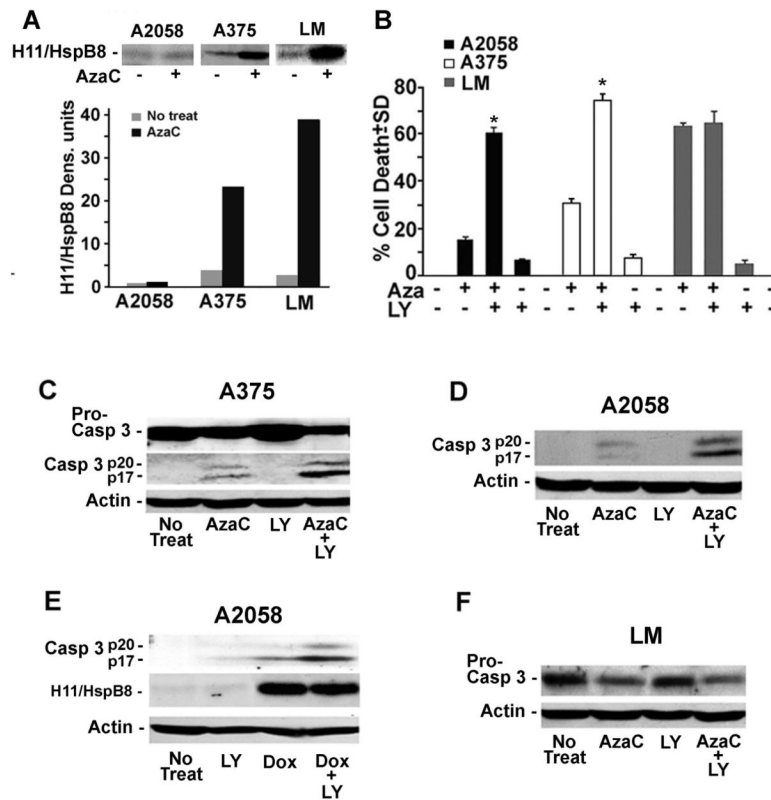 A
A2058 A375 LM
H11/HspB8 -
AzaC - + - + - +
H11/HspB8 Dens. units
40
30
20
10
0
No treat
AzaC
A2058 A375 LM
B
A2058
A375
LM
% Cell Death±SD
80
60
40
20
0
* *
Aza - + + - - + + - - + + - -
LY - - + + - - + + - - + + -
C
A375
Pro-
Casp 3 -
Casp 3 p20 -
p17 -
Actin -
No Treat AzaC LY AzaC + LY
D
A2058
Casp 3 p20 -
p17 -
Actin -
No Treat AzaC LY AzaC + LY
E
A2058
Casp 3 p20 -
p17 -
H11/HspB8 -
Actin -
No Treat LY Dox Dox + LY
F
LM
Pro-
Casp 3 -
Actin -
No Treat AzaC LY AzaC + LY